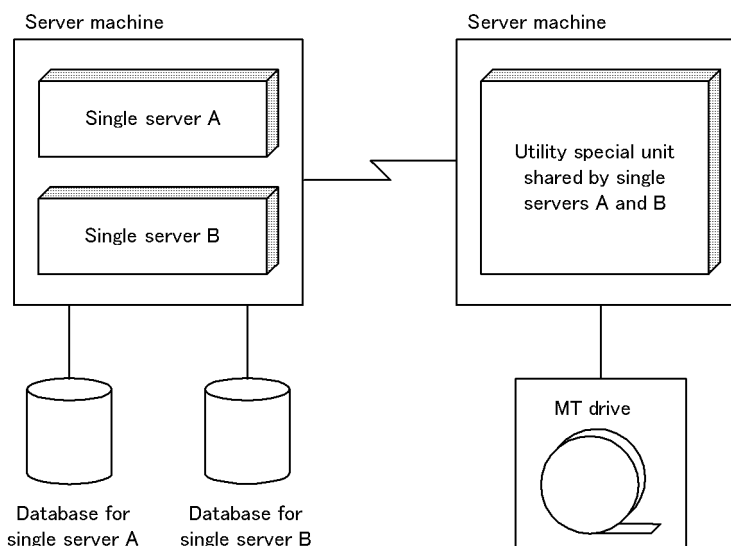 Server machine
Single server A
Single server B
Server machine
Utility special unit
shared by single
servers A and B
MT drive
Database for
single server A
Database for
single server B